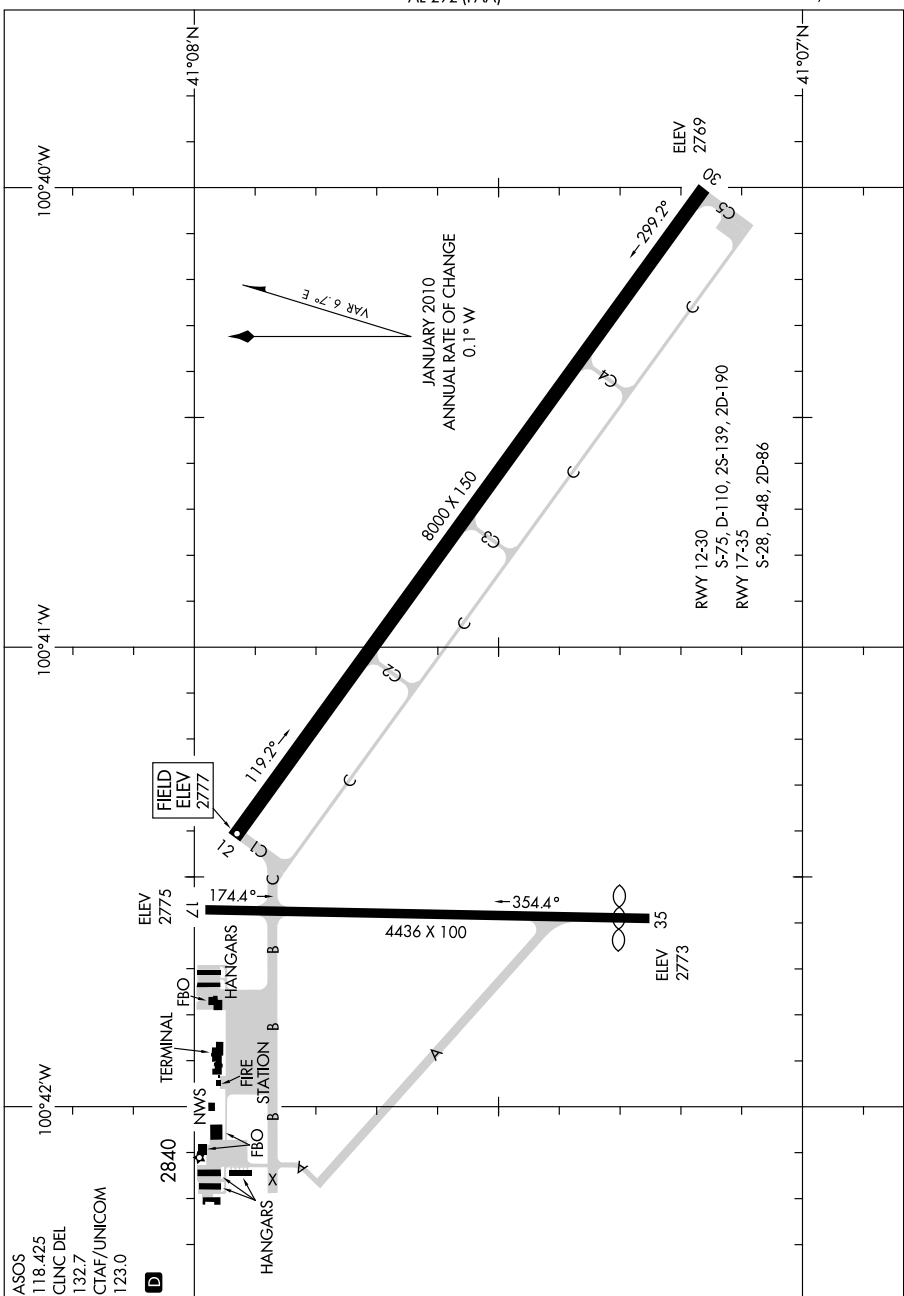 AL-292 (FAA)
ASOS
118.425
CLNC DEL
132.7
CTAF/UNICOM
123.0
D
100°42'W
100°41'W
100°40'W
41°08'N
41°07'N
2840
NWS
TERMINAL
FBO
HANGARS
FIRE
STATION
FBO
HANGARS
X
B
B
B
A
A
ELEV
2775
17
174.4°
4436 X 100
354.4°
35
ELEV
2773
FIELD
ELEV
2777
12
119.2°
8000 X 150
299.2°
30
ELEV
2769
C
C1
C
C2
C
C3
C
C4
C
C5
VAR 6.7° E
JANUARY 2010
ANNUAL RATE OF CHANGE
0.1° W
RWY 12-30
S-75, D-110, 2S-139, 2D-190
RWY 17-35
S-28, D-48, 2D-86